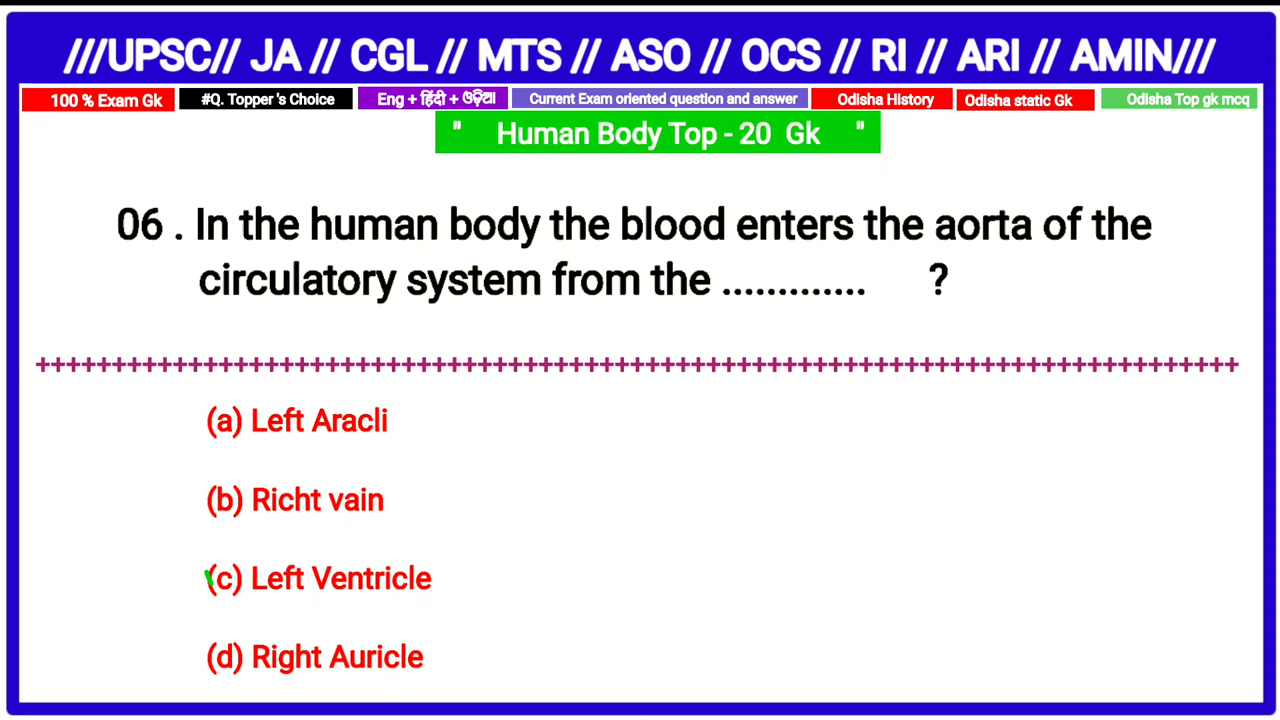 ///UPSC// JA // CGL // MTS // ASO // OCS // RI // ARI // AMIN///
100 % Exam Gk #Q. Topper 's Choice Eng + हिंदी + ଓଡ଼ିଆ Current Exam oriented question and answer Odisha History Odisha static Gk Odisha Top gk mcq
" Human Body Top - 20 Gk "
06 . In the human body the blood enters the aorta of the
circulatory system from the ............. ?
++++++++++++++++++++++++++++++++++++++++++++++++++++++++++++++++++++++++++++++
(a) Left Aracli
(b) Richt vain
(c) Left Ventricle
(d) Right Auricle